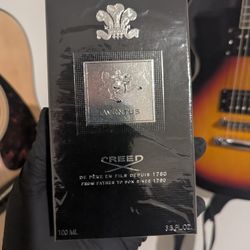 AVENTUS
CREED
DE PÈRE EN FILS DEPUIS 1760
FROM FATHER TO SON SINCE 1760
100 ML
3.3 FL.OZ.